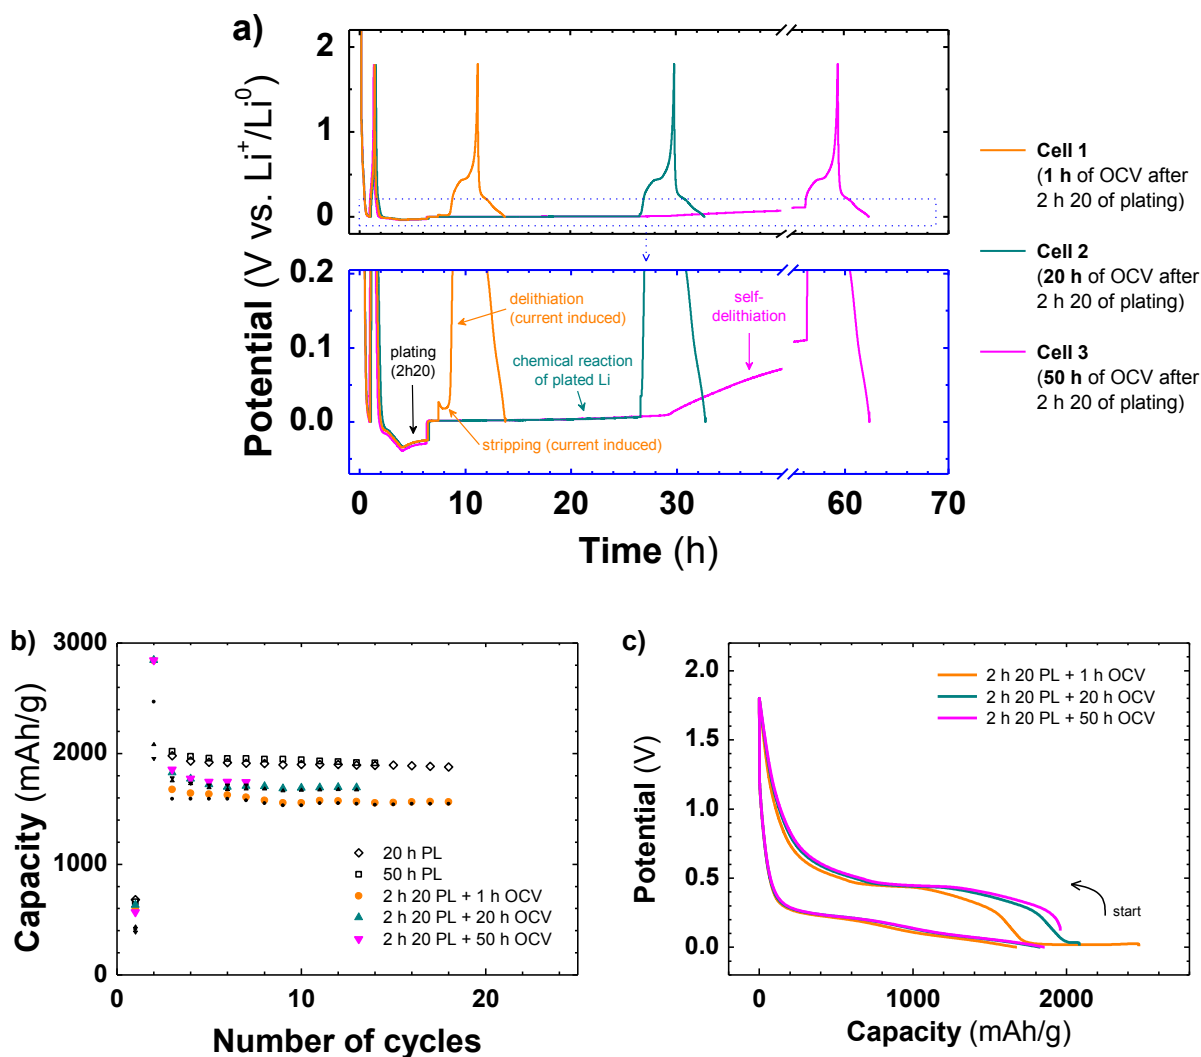 a)
Potential (V vs. Li⁺/Li⁰)
2
1
0
0.2
0.1
0.0
delithiation
(current induced)
plating
(2h20)
chemical reaction
of plated Li
self-
delithiation
stripping (current induced)
0 10 20 30 60 70
Time (h)
Cell 1
(1 h of OCV after
2 h 20 of plating)
Cell 2
(20 h of OCV after
2 h 20 of plating)
Cell 3
(50 h of OCV after
2 h 20 of plating)
b)
Capacity (mAh/g)
3000
2000
1000
0
20 h PL
50 h PL
2 h 20 PL + 1 h OCV
2 h 20 PL + 20 h OCV
2 h 20 PL + 50 h OCV
0 10 20
Number of cycles
c)
Potential (V)
2.0
1.5
1.0
0.5
0.0
2 h 20 PL + 1 h OCV
2 h 20 PL + 20 h OCV
2 h 20 PL + 50 h OCV
start
0 1000 2000
Capacity (mAh/g)